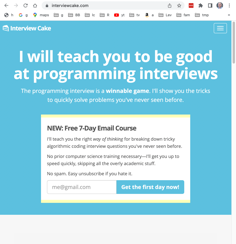 interviewcake.com
Interview Cake
I will teach you to be good
at programming interviews
The programming interview is a winnable game. I'll show you the tricks
to quickly solve problems you've never seen before.
NEW: Free 7-Day Email Course
I'll teach you the right way of thinking for breaking down tricky
algorithmic coding interview questions you've never seen before.
No prior computer science training necessary—I'll get you up to
speed quickly, skipping all the overly academic stuff.
No spam. Easy unsubscribe if you hate it.
me@gmail.com Get the first day now!